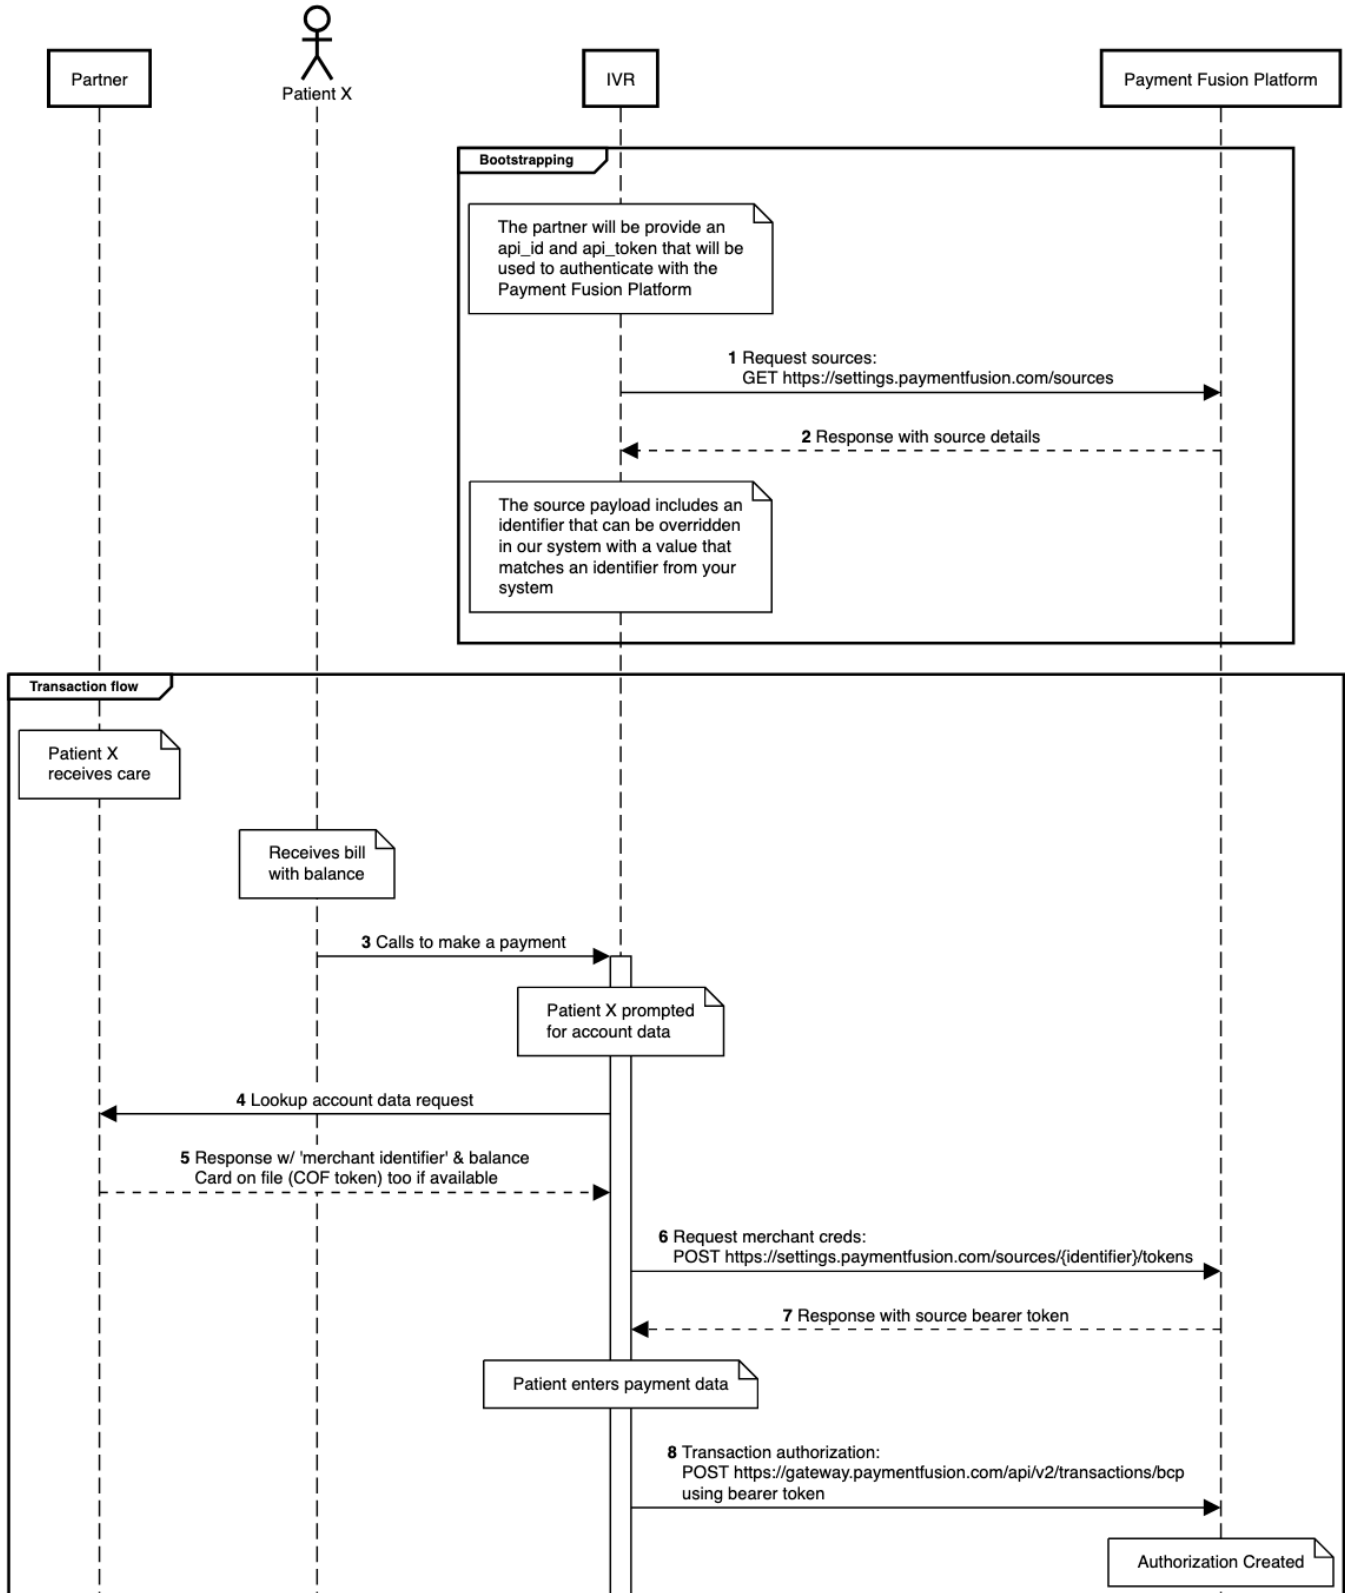 Partner
Patient X
IVR
Payment Fusion Platform
Bootstrapping
The partner will be provide an
api_id and api_token that will be
used to authenticate with the
Payment Fusion Platform
1 Request sources:
GET https://settings.paymentfusion.com/sources
2 Response with source details
The source payload includes an
identifier that can be overridden
in our system with a value that
matches an identifier from your
system
Transaction flow
Patient X
receives care
Receives bill
with balance
3 Calls to make a payment
Patient X prompted
for account data
4 Lookup account data request
5 Response w/ 'merchant identifier' & balance
Card on file (COF token) too if available
6 Request merchant creds:
POST https://settings.paymentfusion.com/sources/{identifier}/tokens
7 Response with source bearer token
Patient enters payment data
8 Transaction authorization:
POST https://gateway.paymentfusion.com/api/v2/transactions/bcp
using bearer token
Authorization Created